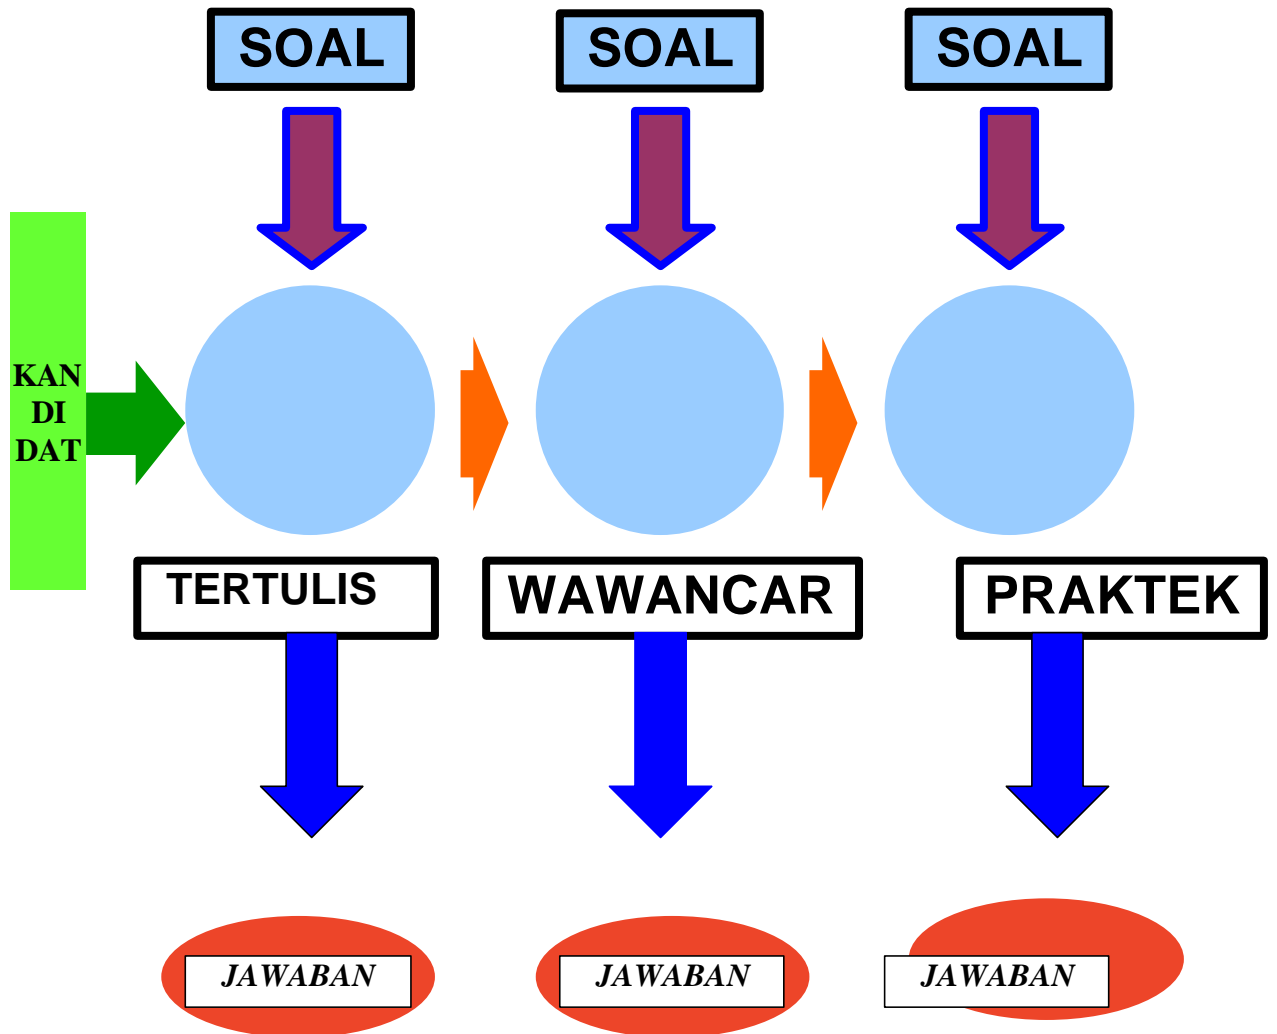 SOAL
SOAL
SOAL
KAN
DI
DAT
TERTULIS
WAWANCAR
PRAKTEK
JAWABAN
JAWABAN
JAWABAN